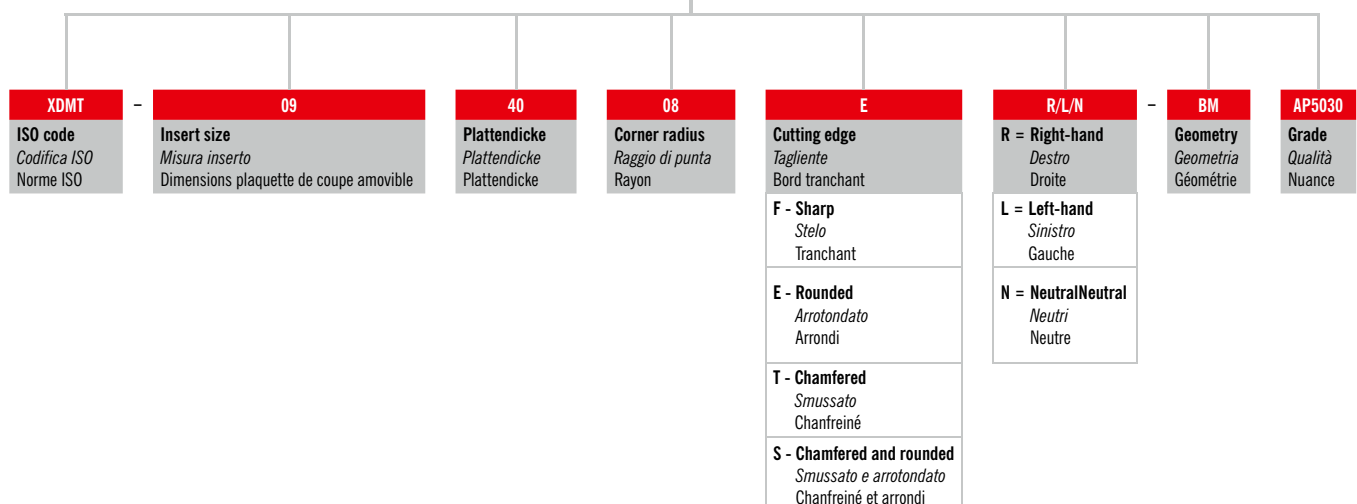 XDMT – 09 40 08 E R/L/N – BM AP5030
ISO code
Codifica ISO
Norme ISO
Insert size
Misura inserto
Dimensions plaquette de coupe amovible
Plattendicke
Plattendicke
Plattendicke
Corner radius
Raggio di punta
Rayon
Cutting edge
Tagliente
Bord tranchant
F - Sharp
Stelo
Tranchant
E - Rounded
Arrotondato
Arrondi
T - Chamfered
Smussato
Chanfreiné
S - Chamfered and rounded
Smussato e arrotondato
Chanfreiné et arrondi
R = Right-hand
Destro
Droite
L = Left-hand
Sinistro
Gauche
N = NeutralNeutral
Neutri
Neutre
Geometry
Geometria
Géométrie
Grade
Qualità
Nuance